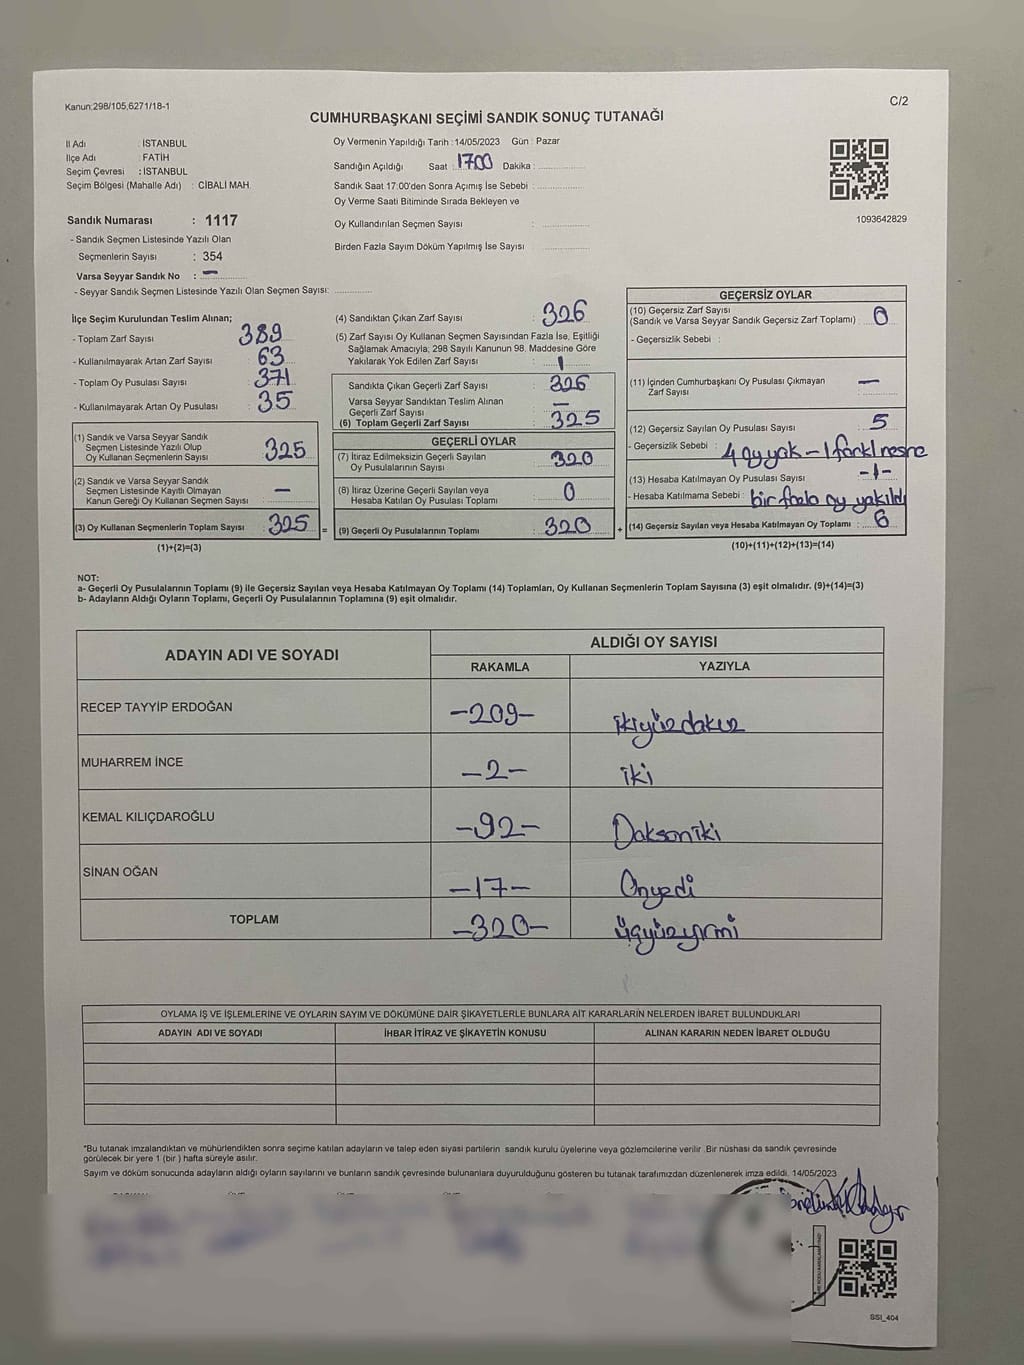 Kanun:298/105,6271/18-1
C/2
CUMHURBAŞKANI SEÇİMİ SANDIK SONUÇ TUTANAĞI
İl Adı : İSTANBUL
İlçe Adı : FATİH
Seçim Çevresi : İSTANBUL
Seçim Bölgesi (Mahalle Adı) : CİBALİ MAH.
Sandık Numarası : 1117
- Sandık Seçmen Listesinde Yazılı Olan
Seçmenlerin Sayısı : 354
Varsa Seyyar Sandık No : —
- Seyyar Sandık Seçmen Listesinde Yazılı Olan Seçmen Sayısı: ..............
Oy Vermenin Yapıldığı Tarih :14/05/2023 Gün : Pazar
Sandığın Açıldığı Saat : 1700 Dakika : ..............
Sandık Saat 17:00'den Sonra Açımış İse Sebebi : ..............
Oy Verme Saati Bitiminde Sırada Bekleyen ve
Oy Kullandırılan Seçmen Sayısı : ..............
Birden Fazla Sayım Döküm Yapılmış İse Sayısı ..............
1093642829
İlçe Seçim Kurulundan Teslim Alınan;
- Toplam Zarf Sayısı : 389
- Kullanılmayarak Artan Zarf Sayısı : 63
- Toplam Oy Pusulası Sayısı : 371
- Kullanılmayarak Artan Oy Pusulası : 35
(1) Sandık ve Varsa Seyyar Sandık
Seçmen Listesinde Yazılı Olup
Oy Kullanan Seçmenlerin Sayısı : 325
(2) Sandık ve Varsa Seyyar Sandık
Seçmen Listesinde Kayıtlı Olmayan
Kanun Gereği Oy Kullanan Seçmen Sayısı : —
(3) Oy Kullanan Seçmenlerin Toplam Sayısı : 325 =
(1)+(2)=(3)
(4) Sandıktan Çıkan Zarf Sayısı : 326
(5) Zarf Sayısı Oy Kullanan Seçmen Sayısından Fazla İse, Eşitliği
Sağlamak Amacıyla; 298 Sayılı Kanunun 98. Maddesine Göre
Yakılarak Yok Edilen Zarf Sayısı : 1
Sandıkta Çıkan Geçerli Zarf Sayısı : 326
Varsa Seyyar Sandıktan Teslim Alınan
Geçerli Zarf Sayısı : —
(6) Toplam Geçerli Zarf Sayısı : 325
GEÇERLİ OYLAR
(7) İtiraz Edilmeksizin Geçerli Sayılan
Oy Pusulalarının Sayısı : 320
(8) İtiraz Üzerine Geçerli Sayılan veya
Hesaba Katılan Oy Pusulası Toplamı : 0
(9) Geçerli Oy Pusulalarının Toplamı : 320 +
GEÇERSİZ OYLAR
(10) Geçersiz Zarf Sayısı
(Sandık ve Varsa Seyyar Sandık Geçersiz Zarf Toplamı) : 0
- Geçersizlik Sebebi :
(11) İçinden Cumhurbaşkanı Oy Pusulası Çıkmayan
Zarf Sayısı : —
(12) Geçersiz Sayılan Oy Pusulası Sayısı : 5
- Geçersizlik Sebebi : 4 oy yok – 1 farklı nesne
(13) Hesaba Katılmayan Oy Pusulası Sayısı : -1-
- Hesaba Katılmama Sebebi : bir fazla oy yakıldı
(14) Geçersiz Sayılan veya Hesaba Katılmayan Oy Toplamı : 6
(10)+(11)+(12)+(13)=(14)
NOT:
a- Geçerli Oy Pusulalarının Toplamı (9) ile Geçersiz Sayılan veya Hesaba Katılmayan Oy Toplamı (14) Toplamları, Oy Kullanan Seçmenlerin Toplam Sayısına (3) eşit olmalıdır. (9)+(14)=(3)
b- Adayların Aldığı Oyların Toplamı, Geçerli Oy Pusulalarının Toplamına (9) eşit olmalıdır.
ADAYIN ADI VE SOYADI
ALDIĞI OY SAYISI
RAKAMLA YAZIYLA
RECEP TAYYİP ERDOĞAN -209- ikiyüzdokuz
MUHARREM İNCE -2- iki
KEMAL KILIÇDAROĞLU -92- Doksaniki
SİNAN OĞAN -17- Onyedi
TOPLAM -320- üçyüzyirmi
OYLAMA İŞ VE İŞLEMLERİNE VE OYLARIN SAYIM VE DÖKÜMÜNE DAİR ŞİKAYETLERLE BUNLARA AİT KARARLARIN NELERDEN İBARET BULUNDUKLARI
ADAYIN ADI VE SOYADI İHBAR İTİRAZ VE ŞİKAYETİN KONUSU ALINAN KARARIN NEDEN İBARET OLDUĞU
*Bu tutanak imzalandıktan ve mühürlendikten sonra seçime katılan adayların ve talep eden siyasi partilerin sandık kurulu üyelerine veya gözlemcilerine verilir .Bir nüshası da sandık çevresinde
görülecek bir yere 1 (bir ) hafta süreyle asılır.
Sayım ve döküm sonucunda adayların aldığı oyların sayılarını ve bunların sandık çevresinde bulunanlara duyurulduğunu gösteren bu tutanak tarafımızdan düzenlenerek imza edildi. 14/05/2023
SSI_404